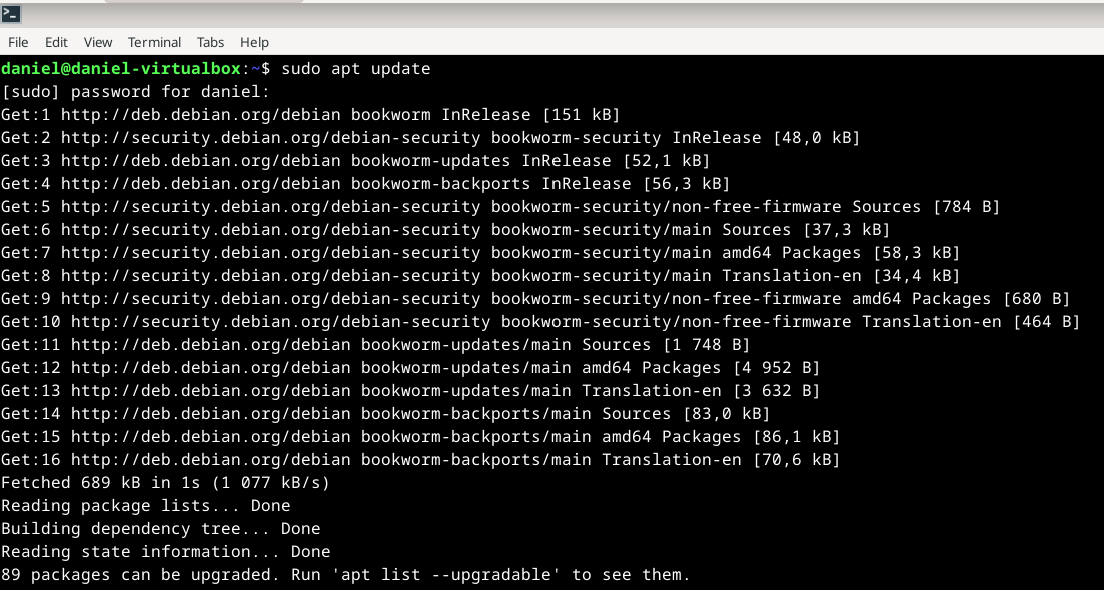 File Edit View Terminal Tabs Help
daniel@daniel-virtualbox:~$ sudo apt update
[sudo] password for daniel:
Get:1 http://deb.debian.org/debian bookworm InRelease [151 kB]
Get:2 http://security.debian.org/debian-security bookworm-security InRelease [48,0 kB]
Get:3 http://deb.debian.org/debian bookworm-updates InRelease [52,1 kB]
Get:4 http://deb.debian.org/debian bookworm-backports InRelease [56,3 kB]
Get:5 http://security.debian.org/debian-security bookworm-security/non-free-firmware Sources [784 B]
Get:6 http://security.debian.org/debian-security bookworm-security/main Sources [37,3 kB]
Get:7 http://security.debian.org/debian-security bookworm-security/main amd64 Packages [58,3 kB]
Get:8 http://security.debian.org/debian-security bookworm-security/main Translation-en [34,4 kB]
Get:9 http://security.debian.org/debian-security bookworm-security/non-free-firmware amd64 Packages [680 B]
Get:10 http://security.debian.org/debian-security bookworm-security/non-free-firmware Translation-en [464 B]
Get:11 http://deb.debian.org/debian bookworm-updates/main Sources [1 748 B]
Get:12 http://deb.debian.org/debian bookworm-updates/main amd64 Packages [4 952 B]
Get:13 http://deb.debian.org/debian bookworm-updates/main Translation-en [3 632 B]
Get:14 http://deb.debian.org/debian bookworm-backports/main Sources [83,0 kB]
Get:15 http://deb.debian.org/debian bookworm-backports/main amd64 Packages [86,1 kB]
Get:16 http://deb.debian.org/debian bookworm-backports/main Translation-en [70,6 kB]
Fetched 689 kB in 1s (1 077 kB/s)
Reading package lists... Done
Building dependency tree... Done
Reading state information... Done
89 packages can be upgraded. Run 'apt list --upgradable' to see them.